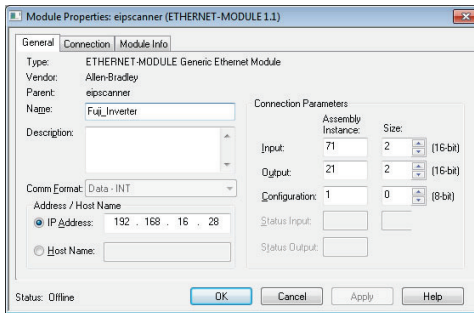 Module Properties: eipscanner (ETHERNET-MODULE 1.1)
General Connection Module Info
Type: ETHERNET-MODULE Generic Ethernet Module
Vendor: Allen-Bradley
Parent: eipscanner
Name: Fuji_Inverter
Description:
Comm Format: Data - INT
Address / Host Name
IP Address: 192 . 168 . 16 . 28
Host Name:
Connection Parameters
Assembly
Instance: Size:
Input: 71 2 (16-bit)
Output: 21 2 (16-bit)
Configuration: 1 0 (8-bit)
Status Input:
Status Output:
Status: Offline OK Cancel Apply Help